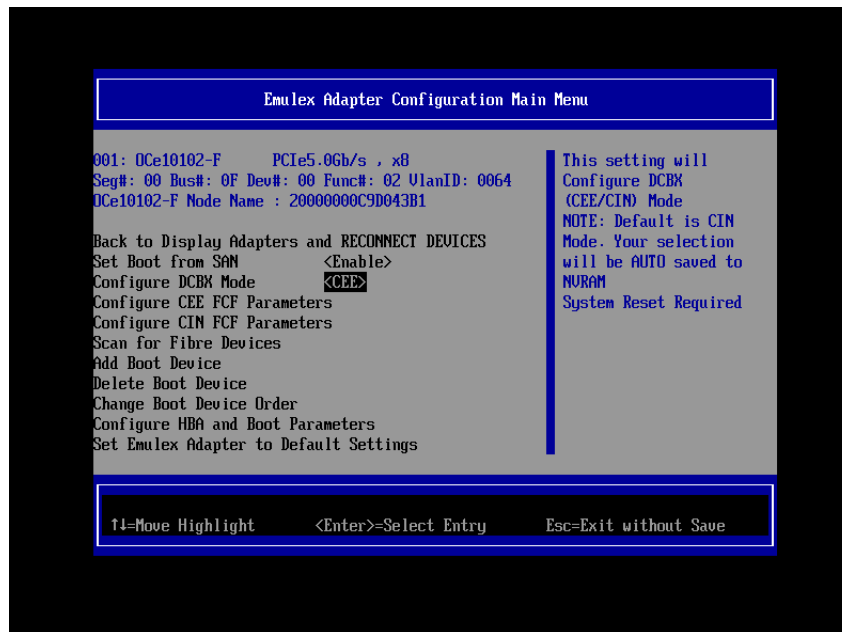 Emulex Adapter Configuration Main Menu
001: OCe10102-F PCIe5.0Gb/s , x8
Seg#: 00 Bus#: 0F Dev#: 00 Func#: 02 VlanID: 0064
OCe10102-F Node Name : 20000000C9D043B1
Back to Display Adapters and RECONNECT DEVICES
Set Boot from SAN <Enable>
Configure DCBX Mode <CEE>
Configure CEE FCF Parameters
Configure CIN FCF Parameters
Scan for Fibre Devices
Add Boot Device
Delete Boot Device
Change Boot Device Order
Configure HBA and Boot Parameters
Set Emulex Adapter to Default Settings
This setting will
Configure DCBX
(CEE/CIN) Mode
NOTE: Default is CIN
Mode. Your selection
will be AUTO saved to
NVRAM
System Reset Required
↑↓=Move Highlight <Enter>=Select Entry Esc=Exit without Save